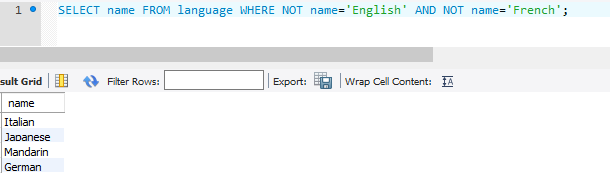 1 SELECT name FROM language WHERE NOT name='English' AND NOT name='French';
sult Grid Filter Rows: Export: Wrap Cell Content:
name
Italian
Japanese
Mandarin
German